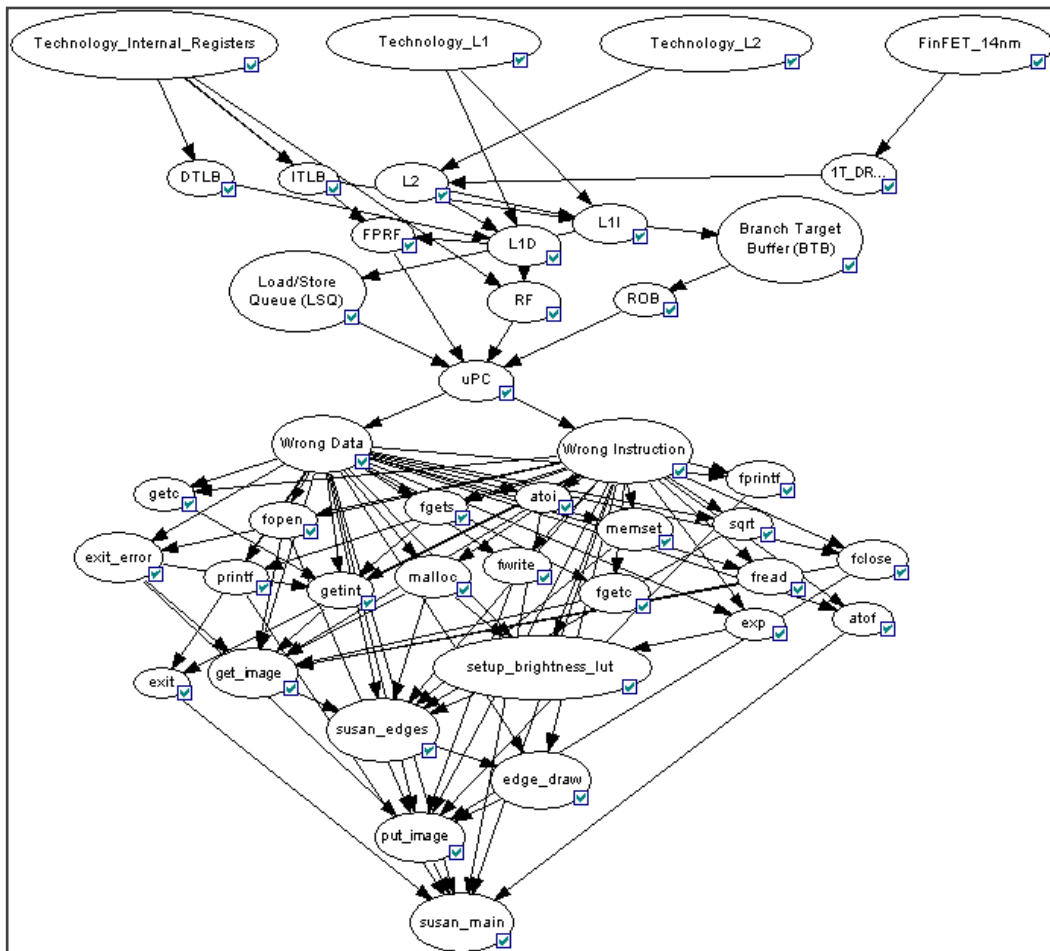 Technology_Internal_Registers
Technology_L1
Technology_L2
FinFET_14nm
DTLB
ITLB
L2
1T_DR...
FPRF
L1D
L1I
Branch Target
Buffer (BTB)
Load/Store
Queue (LSQ)
RF
ROB
uPC
Wrong Data
Wrong Instruction
getc
fopen
fgets
atoi
memset
sqrt
fprintf
exit_error
printf
getint
malloc
fwrite
fgetc
fread
fclose
exp
atof
exit
get_image
setup_brightness_lut
susan_edges
edge_draw
put_image
susan_main